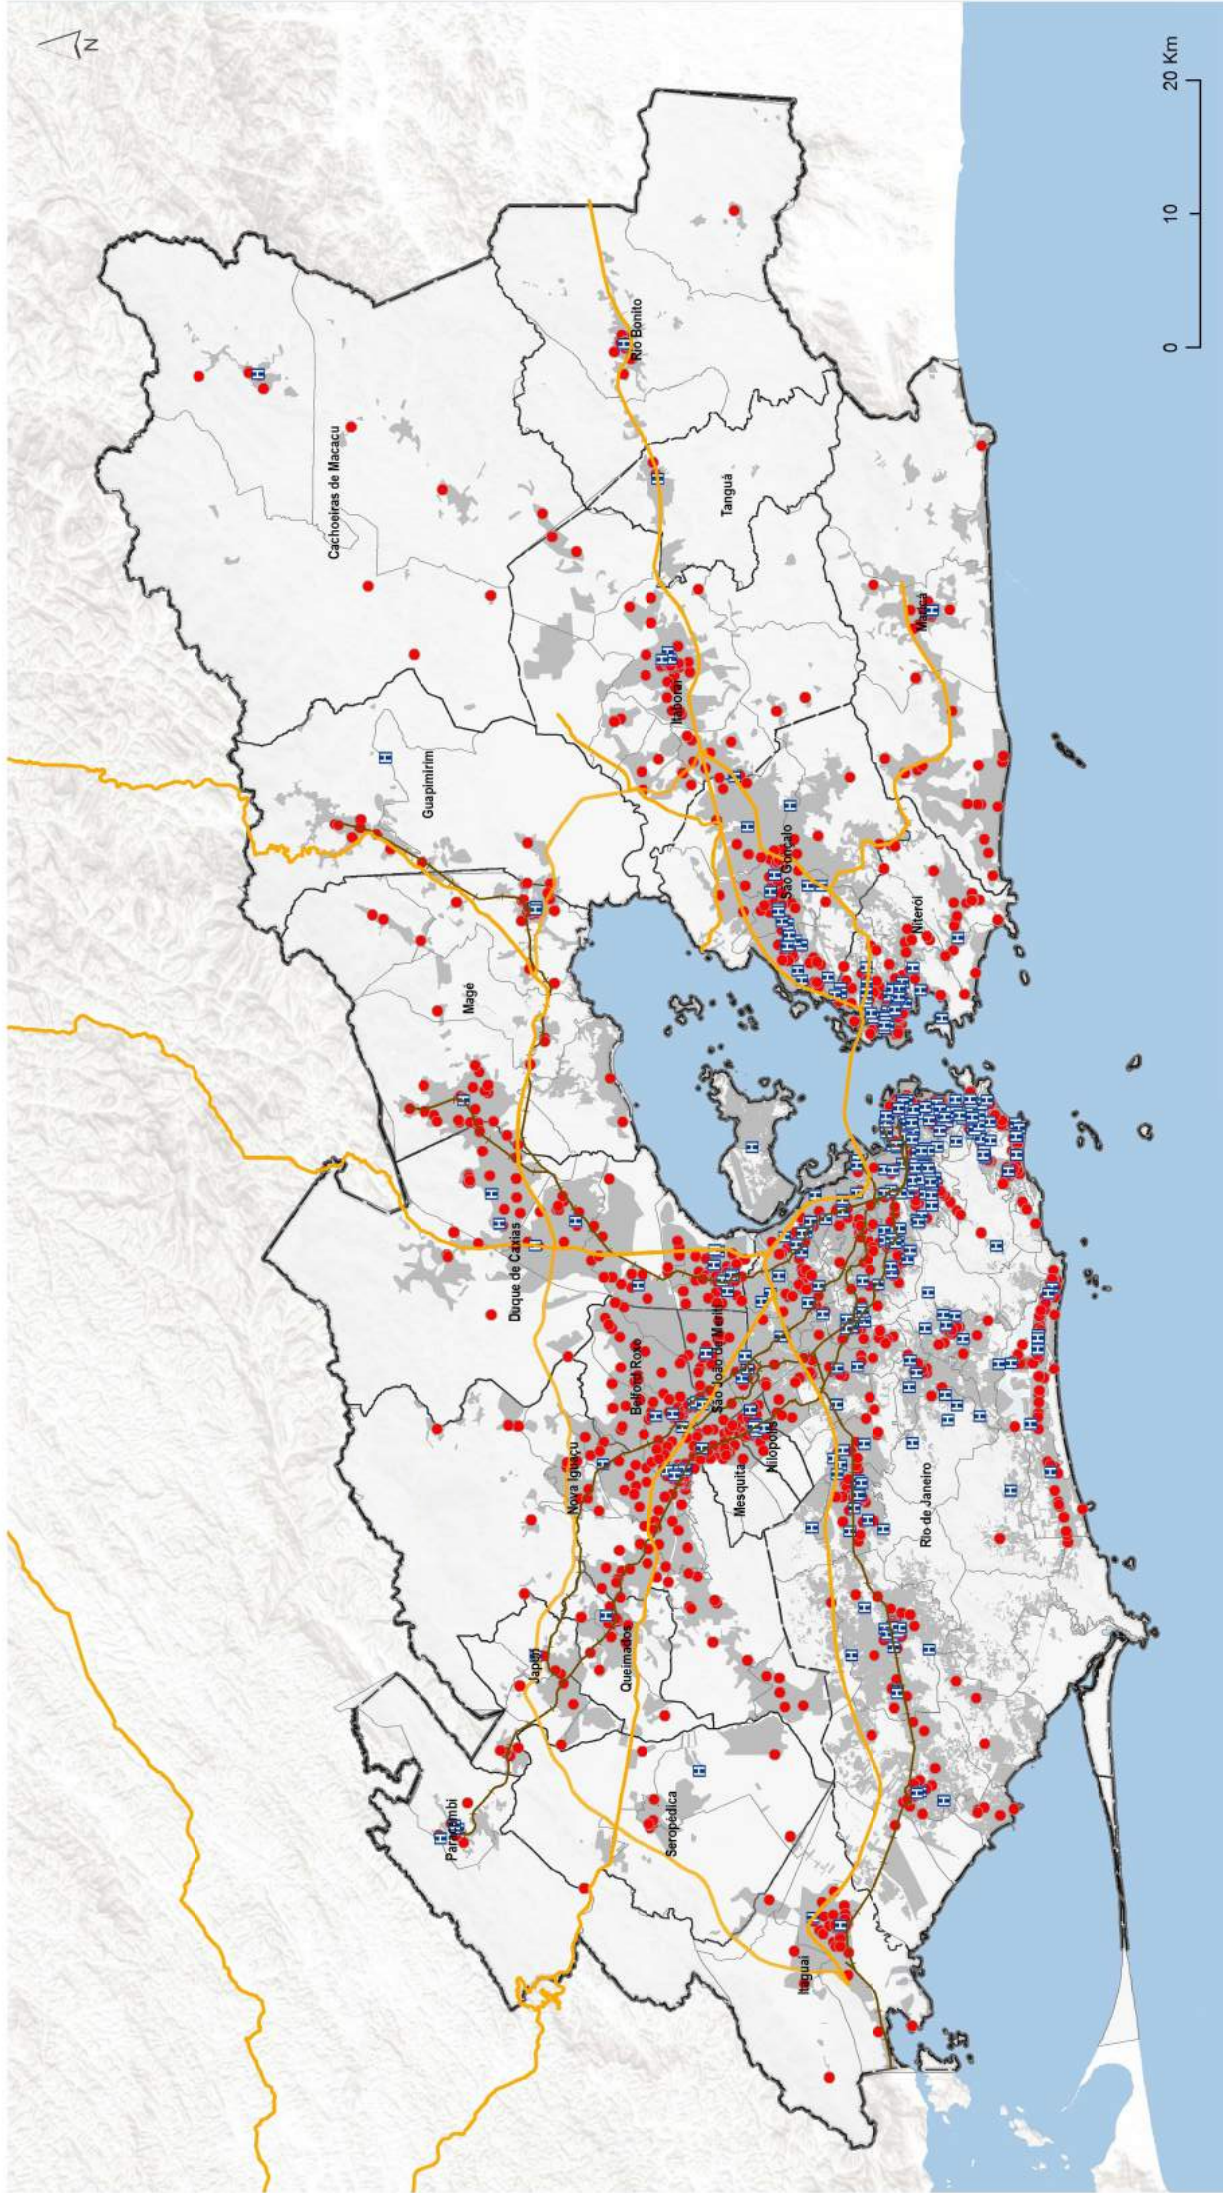 N
Cachoeiras de Macacu
Guapimirim
Magé
Duque de Caxias
Nova Iguaçu
Japeri
Paracambi
Rio Bonito
Tanguá
Itaboraí
São Gonçalo
Maricá
Niterói
Belford Roxo
São João de Meriti
Mesquita
Nilópolis
Queimados
Seropédica
Itaguaí
Rio de Janeiro
H
0 10 20 Km